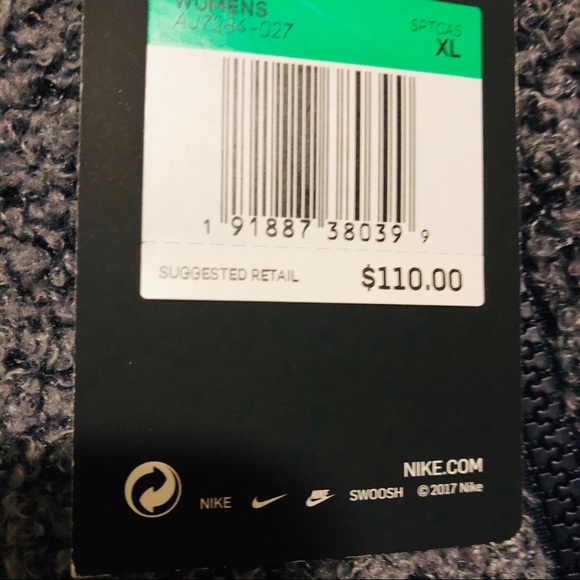 WOMENS
AJ7284-027
SPTCAS
XL
1 91887 38039 9
SUGGESTED RETAIL $110.00
NIKE.COM
NIKE SWOOSH © 2017 Nike